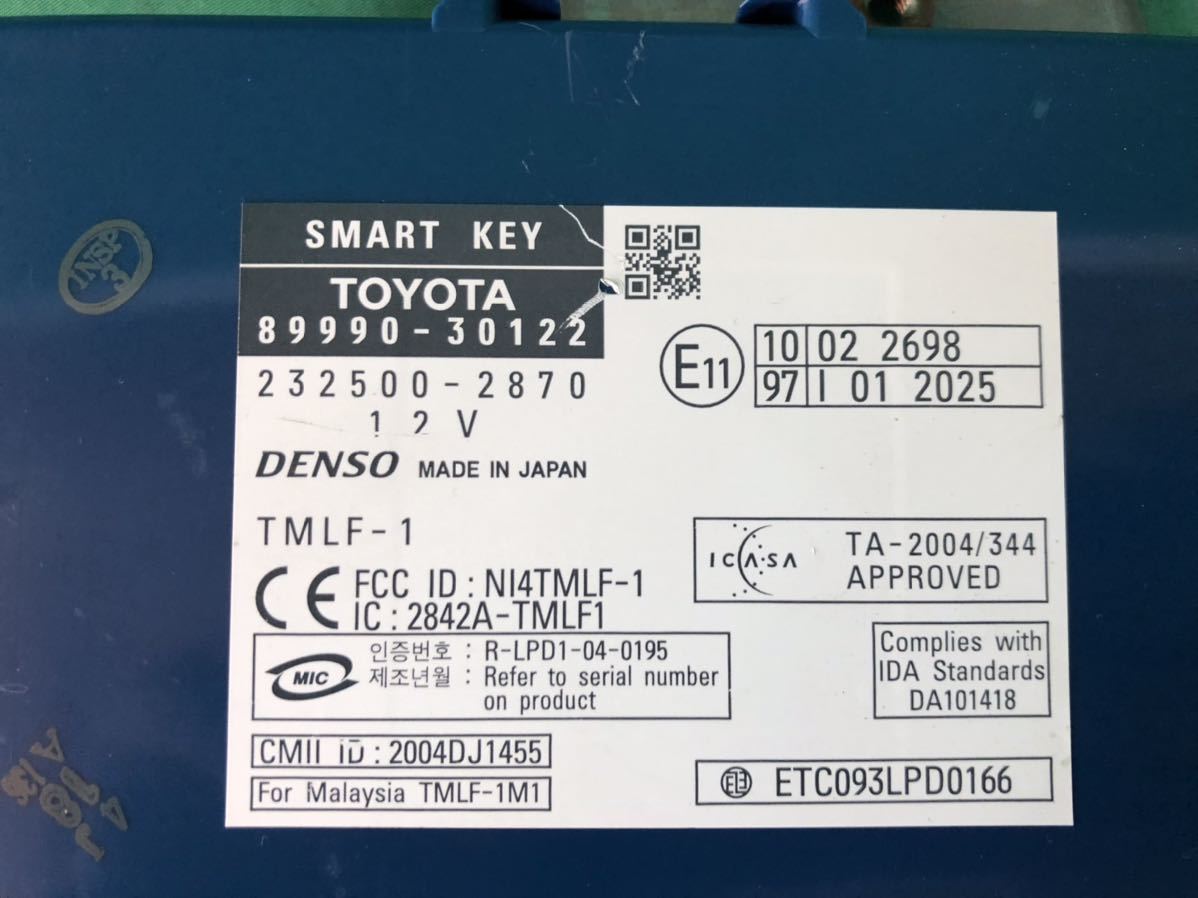 INSP
3
SMART KEY
TOYOTA
89990-30122
232500-2870
12V
DENSO MADE IN JAPAN
E11
10 02 2698
97 I 01 2025
TMLF-1
CE FCC ID : NI4TMLF-1
IC : 2842A-TMLF1
ICASA TA-2004/344
APPROVED
MIC 인증번호 : R-LPD1-04-0195
제조년월 : Refer to serial number
on product
Complies with
IDA Standards
DA101418
CMII ID : 2004DJ1455
For Malaysia TMLF-1M1
ETC093LPD0166